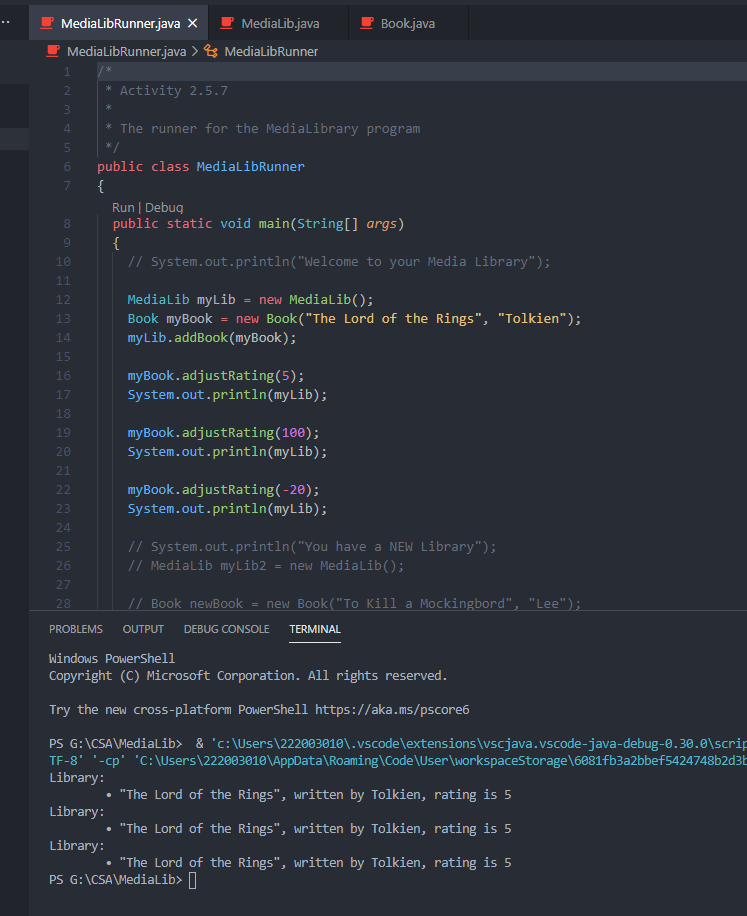 MediaLibRunner.java ×
MediaLib.java
Book.java
MediaLibRunner.java > MediaLibRunner
1 /*
2 * Activity 2.5.7
3 *
4 * The runner for the MediaLibrary program
5 */
6 public class MediaLibRunner
7 {
Run | Debug
8 public static void main(String[] args)
9 {
10 // System.out.println("Welcome to your Media Library");
11
12 MediaLib myLib = new MediaLib();
13 Book myBook = new Book("The Lord of the Rings", "Tolkien");
14 myLib.addBook(myBook);
15
16 myBook.adjustRating(5);
17 System.out.println(myLib);
18
19 myBook.adjustRating(100);
20 System.out.println(myLib);
21
22 myBook.adjustRating(-20);
23 System.out.println(myLib);
24
25 // System.out.println("You have a NEW Library");
26 // MediaLib myLib2 = new MediaLib();
27
28 // Book newBook = new Book("To Kill a Mockingbord", "Lee");
PROBLEMS OUTPUT DEBUG CONSOLE TERMINAL
Windows PowerShell
Copyright (C) Microsoft Corporation. All rights reserved.
Try the new cross-platform PowerShell https://aka.ms/pscore6
PS G:\CSA\MediaLib> & 'c:\Users\222003010\.vscode\extensions\vscjava.vscode-java-debug-0.30.0\scrip
TF-8' '-cp' 'C:\Users\222003010\AppData\Roaming\Code\User\workspaceStorage\6081fb3a2bbef5424748b2d3b
Library:
• "The Lord of the Rings", written by Tolkien, rating is 5
Library:
• "The Lord of the Rings", written by Tolkien, rating is 5
Library:
• "The Lord of the Rings", written by Tolkien, rating is 5
PS G:\CSA\MediaLib>